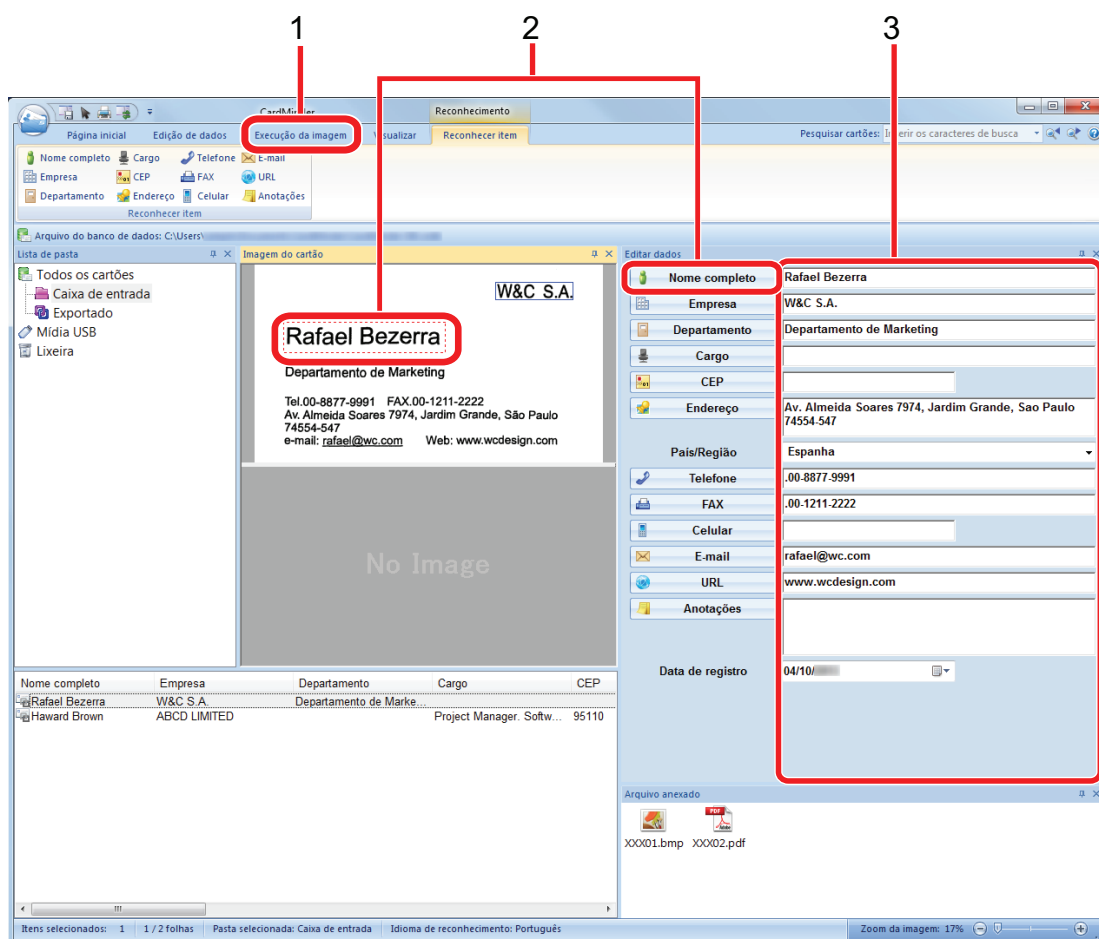 1 2 3
CardMinder
Reconhecimento
Página inicial Edição de dados Execução da imagem Visualizar Reconhecer item
Pesquisar cartões: Inserir os caracteres de busca
Nome completo Cargo Telefone E-mail
Empresa CEP FAX URL
Departamento Endereço Celular Anotações
Reconhecer item
Arquivo do banco de dados: C:\Users\
Lista de pasta
Todos os cartões
Caixa de entrada
Exportado
Mídia USB
Lixeira
Imagem do cartão
W&C S.A.
Rafael Bezerra
Departamento de Marketing
Tel.00-8877-9991 FAX.00-1211-2222
Av. Almeida Soares 7974, Jardim Grande, São Paulo
74554-547
e-mail: rafael@wc.com Web: www.wcdesign.com
No Image
Editar dados
Nome completo Rafael Bezerra
Empresa W&C S.A.
Departamento Departamento de Marketing
Cargo
CEP
Endereço Av. Almeida Soares 7974, Jardim Grande, Sao Paulo
74554-547
País/Região Espanha
Telefone .00-8877-9991
FAX .00-1211-2222
Celular
E-mail rafael@wc.com
URL www.wcdesign.com
Anotações
Data de registro 04/10/
Nome completo Empresa Departamento Cargo CEP
Rafael Bezerra W&C S.A. Departamento de Marke...
Haward Brown ABCD LIMITED Project Manager. Softw... 95110
Arquivo anexado
PDF
Adobe
XXX01.bmp XXX02.pdf
Itens selecionados: 1 1 / 2 folhas Pasta selecionada: Caixa de entrada Idioma de reconhecimento: Português Zoom da imagem: 17%